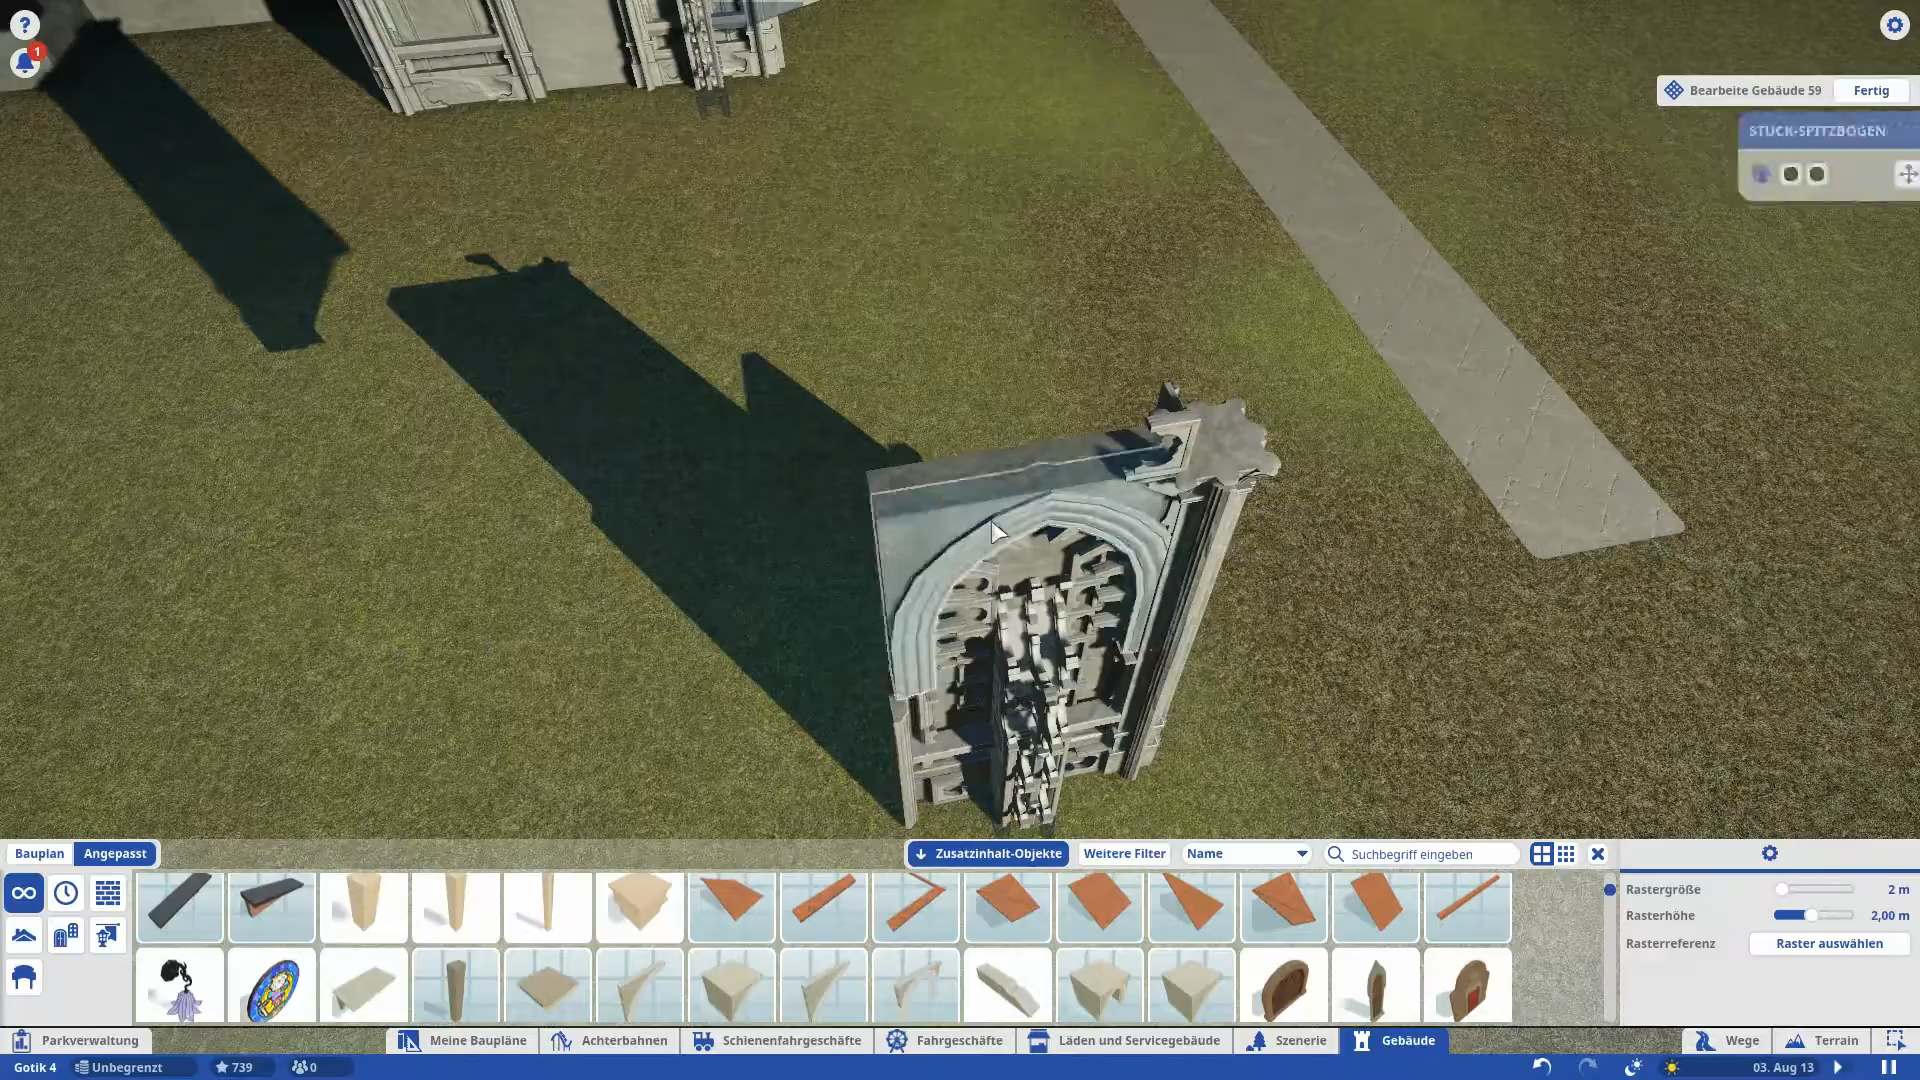 ?
1
Bearbeite Gebäude 59
Fertig
STUCK-SPITZBOGEN
Bauplan
Angepasst
Zusatzinhalt-Objekte
Weitere Filter
Name
Suchbegriff eingeben
Rastergröße
2 m
Rasterhöhe
2,00 m
Rasterreferenz
Raster auswählen
Parkverwaltung
Meine Baupläne
Achterbahnen
Schienenfahrgeschäfte
Fahrgeschäfte
Läden und Servicegebäude
Szenerie
Gebäude
Wege
Terrain
Gotik 4
Unbegrenzt
739
0
03. Aug 13